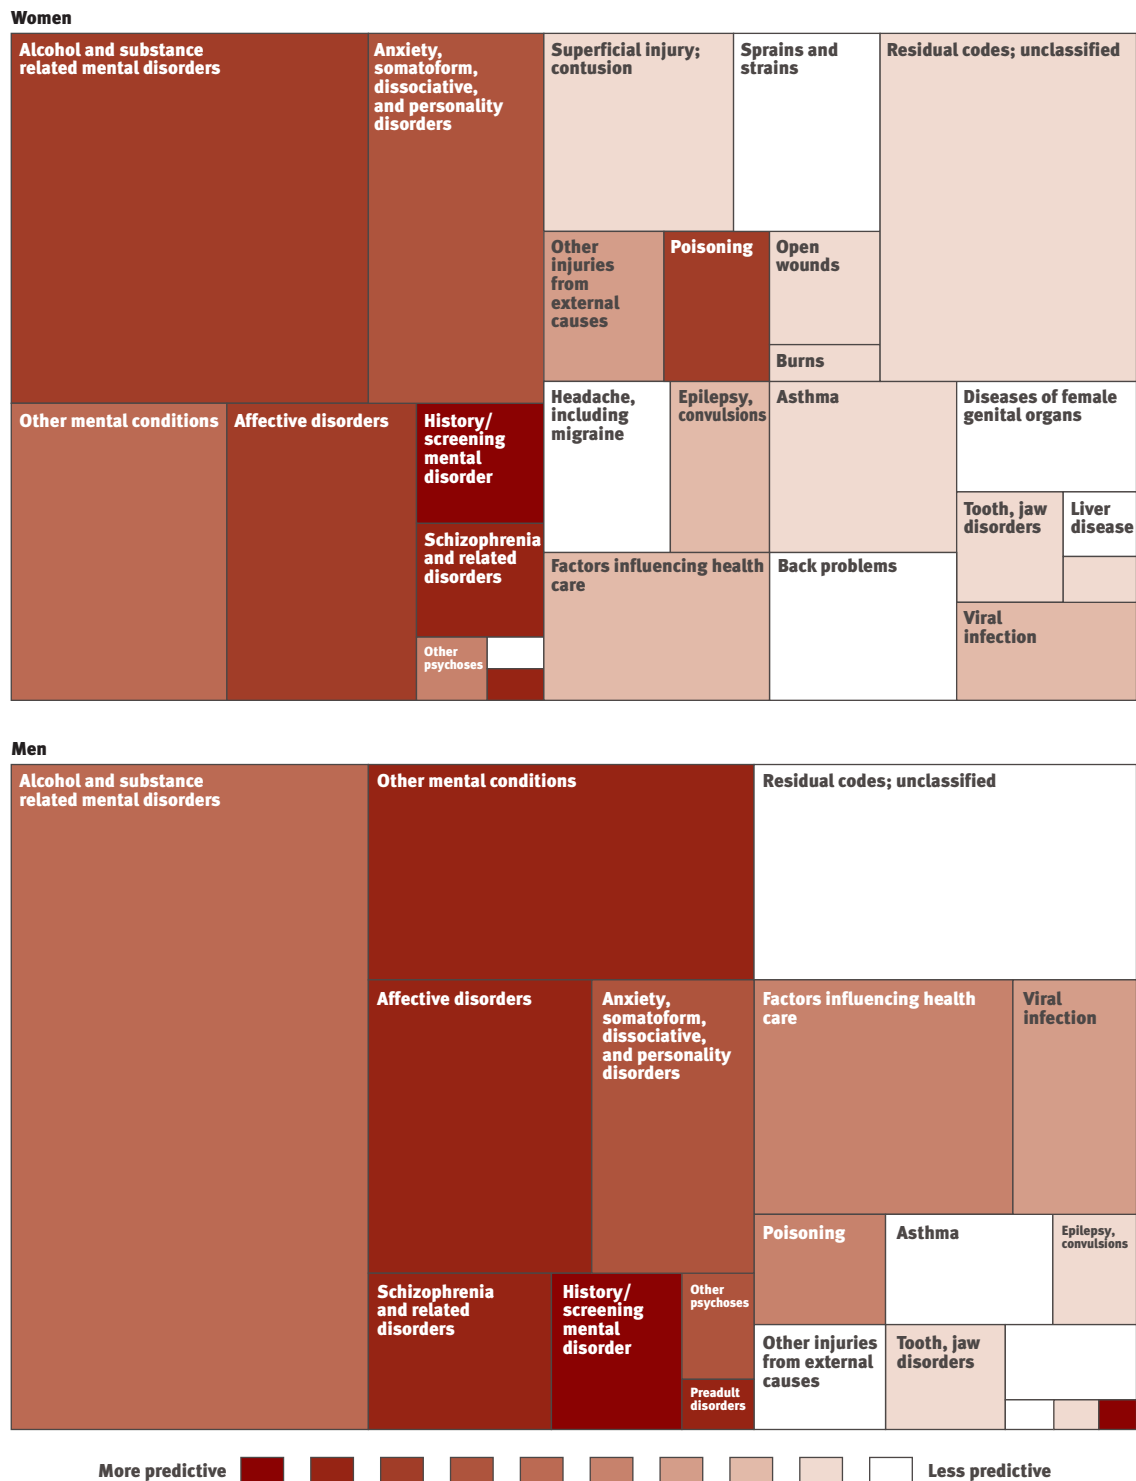 Women
Alcohol and substance
related mental disorders
Anxiety,
somatoform,
dissociative,
and personality
disorders
Superficial injury;
contusion
Sprains and
strains
Residual codes; unclassified
Other
injuries
from
external
causes
Poisoning
Open
wounds
Burns
Other mental conditions
Affective disorders
History/
screening
mental
disorder
Schizophrenia
and related
disorders
Other
psychoses
Headache,
including
migraine
Epilepsy,
convulsions
Asthma
Diseases of female
genital organs
Tooth, jaw
disorders
Liver
disease
Factors influencing health
care
Back problems
Viral
infection
Men
Alcohol and substance
related mental disorders
Other mental conditions
Residual codes; unclassified
Affective disorders
Anxiety,
somatoform,
dissociative,
and personality
disorders
Factors influencing health
care
Viral
infection
Poisoning
Asthma
Epilepsy,
convulsions
Schizophrenia
and related
disorders
History/
screening
mental
disorder
Other
psychoses
Preadult
disorders
Other injuries
from external
causes
Tooth, jaw
disorders
More predictive
Less predictive